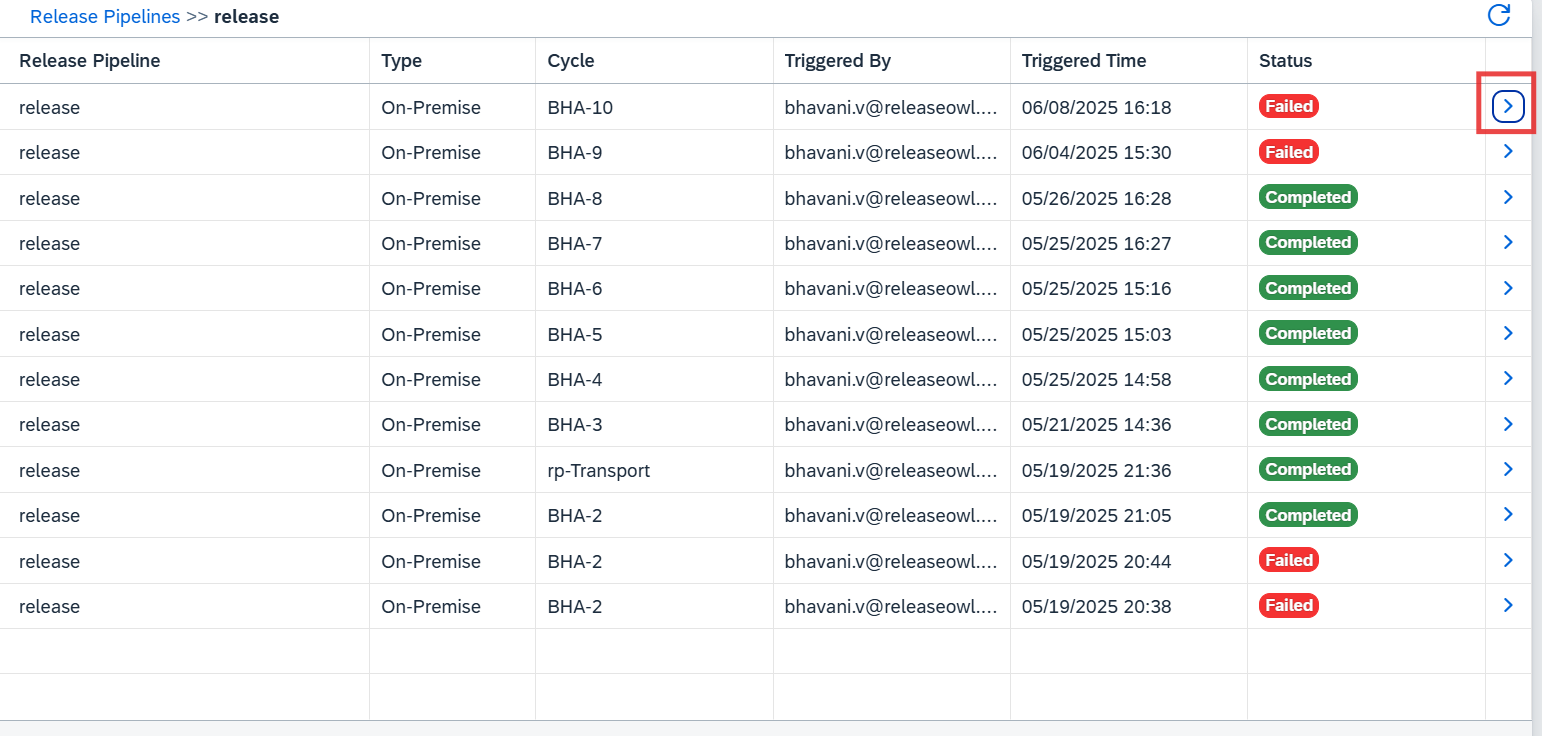 Release Pipelines >> release
Release Pipeline Type Cycle Triggered By Triggered Time Status
release On-Premise BHA-10 bhavani.v@releaseowl.... 06/08/2025 16:18 Failed
release On-Premise BHA-9 bhavani.v@releaseowl.... 06/04/2025 15:30 Failed
release On-Premise BHA-8 bhavani.v@releaseowl.... 05/26/2025 16:28 Completed
release On-Premise BHA-7 bhavani.v@releaseowl.... 05/25/2025 16:27 Completed
release On-Premise BHA-6 bhavani.v@releaseowl.... 05/25/2025 15:16 Completed
release On-Premise BHA-5 bhavani.v@releaseowl.... 05/25/2025 15:03 Completed
release On-Premise BHA-4 bhavani.v@releaseowl.... 05/25/2025 14:58 Completed
release On-Premise BHA-3 bhavani.v@releaseowl.... 05/21/2025 14:36 Completed
release On-Premise rp-Transport bhavani.v@releaseowl.... 05/19/2025 21:36 Completed
release On-Premise BHA-2 bhavani.v@releaseowl.... 05/19/2025 21:05 Completed
release On-Premise BHA-2 bhavani.v@releaseowl.... 05/19/2025 20:44 Failed
release On-Premise BHA-2 bhavani.v@releaseowl.... 05/19/2025 20:38 Failed